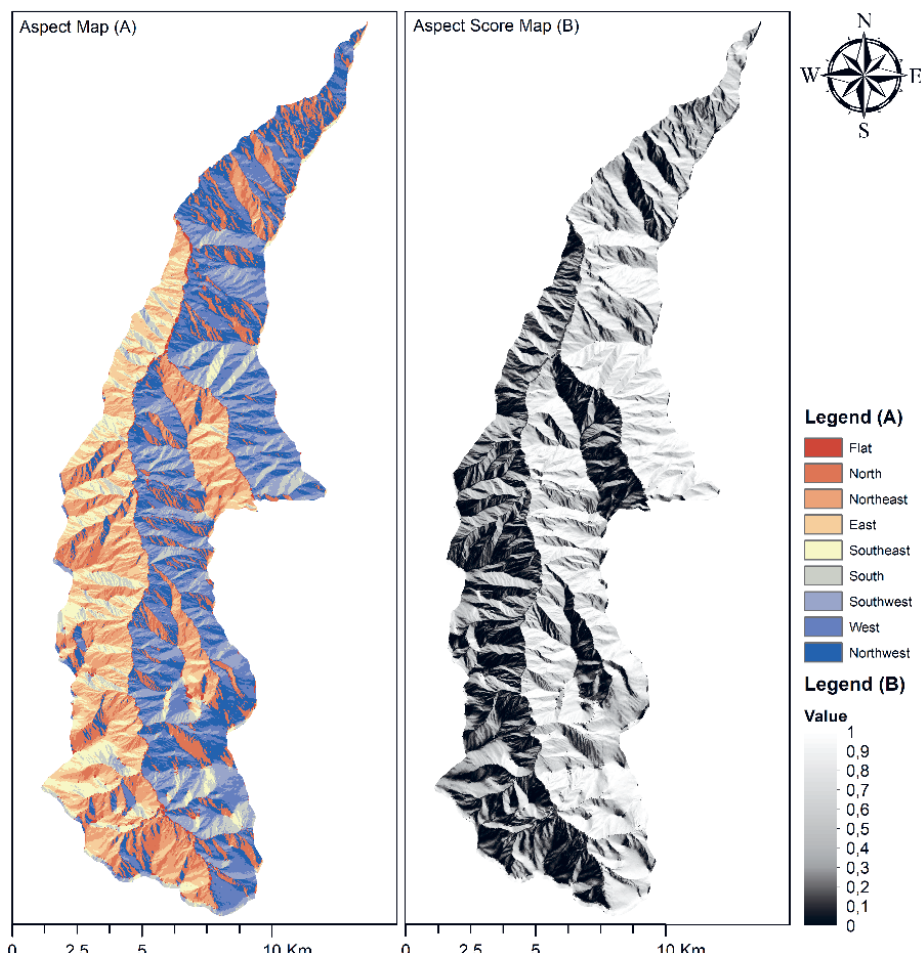 Aspect Map (A)
Aspect Score Map (B)
N
W
E
S
Legend (A)
Flat
North
Northeast
East
Southeast
South
Southwest
West
Northwest
Legend (B)
Value
1
0,9
0,8
0,7
0,6
0,5
0,4
0,3
0,2
0,1
0
0 2,5 5 10 Km
0 2,5 5 10 Km